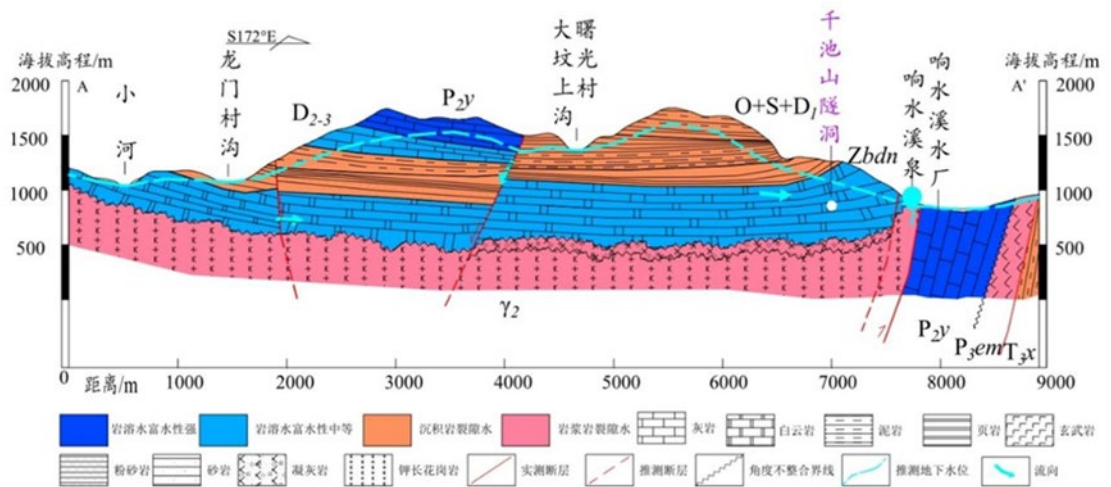 S172°E
海拔高程/m
海拔高程/m
2000
A
小河
龙门村沟
大坟上沟
曙光村
千池山隧洞
响水溪泉
响水溪水厂
A'
2000
1500
1000
500
1500
1000
500
D2-3
P2y
O+S+D1
Zbdn
γ2
P2y
P3em
T3x
0
距离/m
1000
2000
3000
4000
5000
6000
7000
8000
9000
岩溶水富水性强
岩溶水富水性中等
沉积岩裂隙水
岩浆岩裂隙水
灰岩
白云岩
泥岩
页岩
玄武岩
粉砂岩
砂岩
凝灰岩
钾长花岗岩
实测断层
推测断层
角度不整合界线
推测地下水位
流向